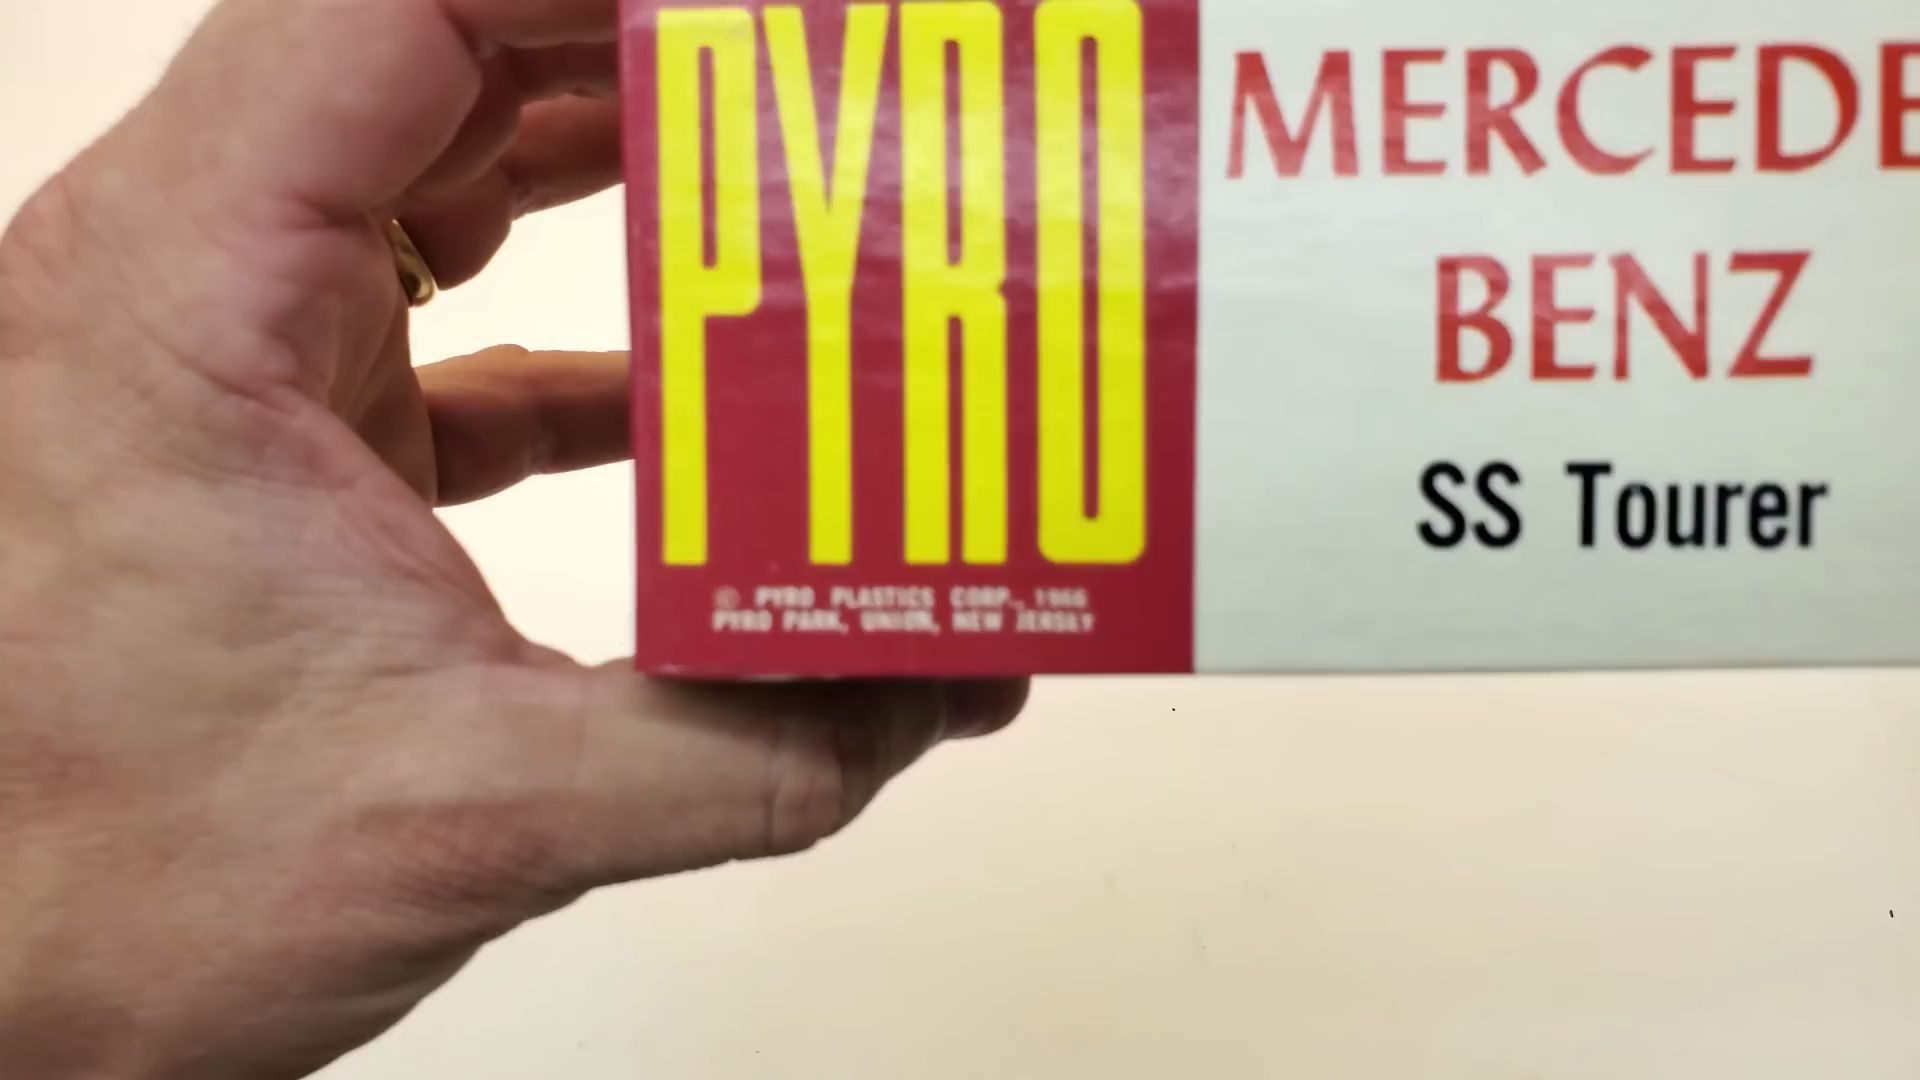 PYRO
© PYRO PLASTICS CORP., 1966
PYRO PARK, UNION, NEW JERSEY
MERCEDE
BENZ
SS Tourer